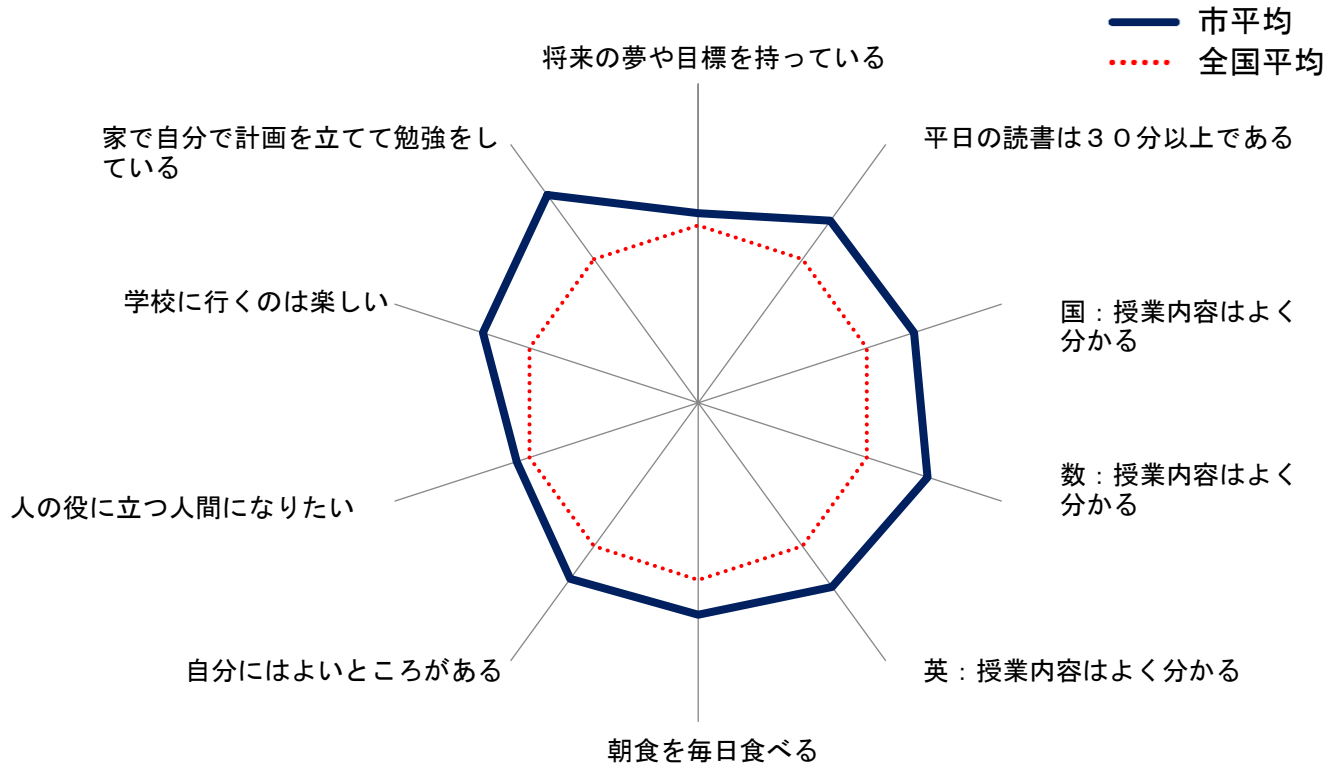 市平均
全国平均
将来の夢や目標を持っている
平日の読書は３０分以上である
国：授業内容はよく
分かる
数：授業内容はよく
分かる
英：授業内容はよく分かる
朝食を毎日食べる
自分にはよいところがある
人の役に立つ人間になりたい
学校に行くのは楽しい
家で自分で計画を立てて勉強をし
ている